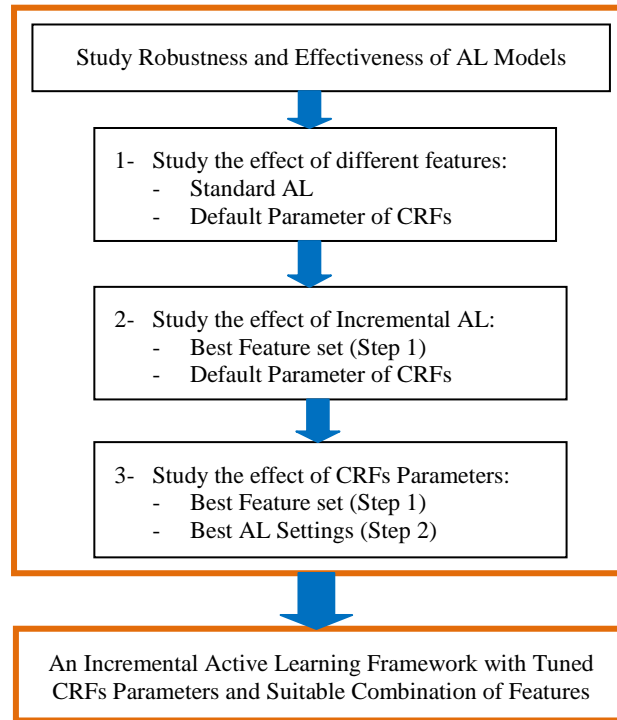 Study Robustness and Effectiveness of AL Models
1- Study the effect of different features:
- Standard AL
- Default Parameter of CRFs
2- Study the effect of Incremental AL:
- Best Feature set (Step 1)
- Default Parameter of CRFs
3- Study the effect of CRFs Parameters:
- Best Feature set (Step 1)
- Best AL Settings (Step 2)
An Incremental Active Learning Framework with Tuned
CRFs Parameters and Suitable Combination of Features